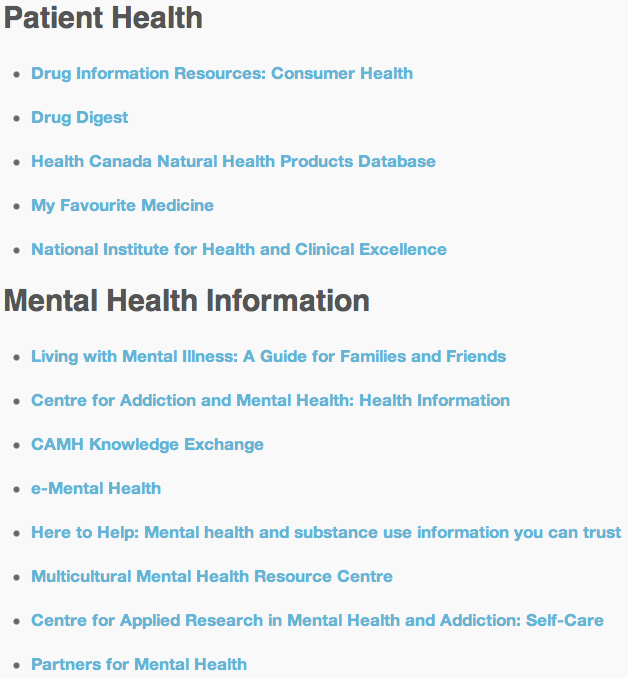 Patient Health
Drug Information Resources: Consumer Health
Drug Digest
Health Canada Natural Health Products Database
My Favourite Medicine
National Institute for Health and Clinical Excellence
Mental Health Information
Living with Mental Illness: A Guide for Families and Friends
Centre for Addiction and Mental Health: Health Information
CAMH Knowledge Exchange
e-Mental Health
Here to Help: Mental health and substance use information you can trust
Multicultural Mental Health Resource Centre
Centre for Applied Research in Mental Health and Addiction: Self-Care
Partners for Mental Health